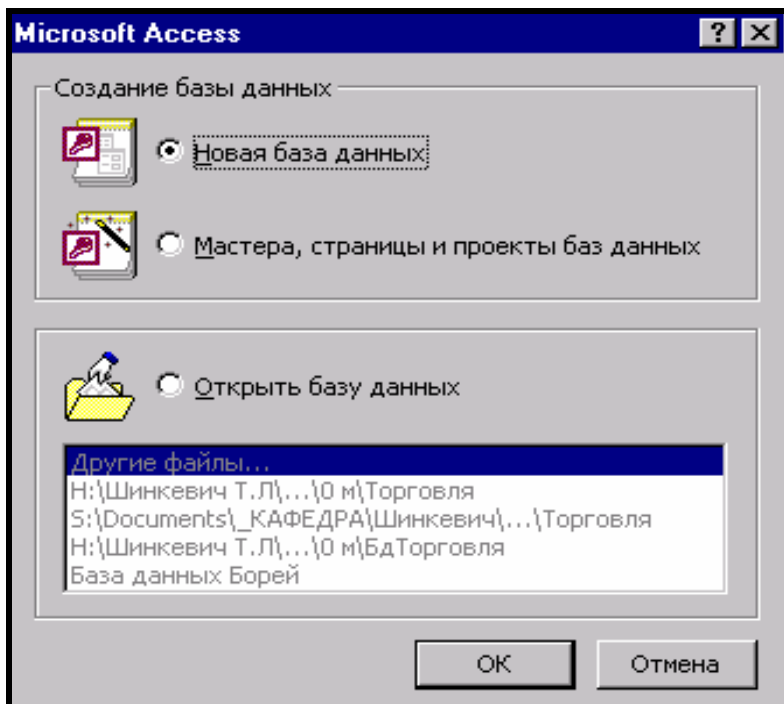 Microsoft Access
Создание базы данных
Новая база данных
Мастера, страницы и проекты баз данных
Открыть базу данных
Другие файлы...
H:\Шинкевич Т.Л\...\0 м\Торговля
S:\Documents\_КАФЕДРА\Шинкевич\...\Торговля
H:\Шинкевич Т.Л\...\0 м\БдТорговля
База данных Борей
OK Отмена